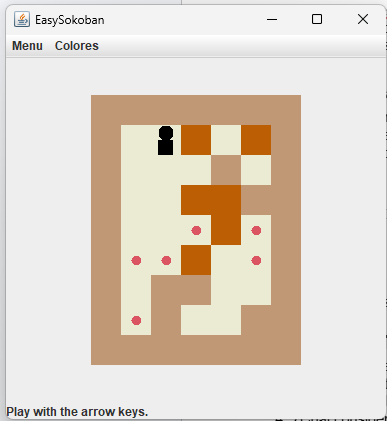 EasySokoban
Menu Colores
Play with the arrow keys.